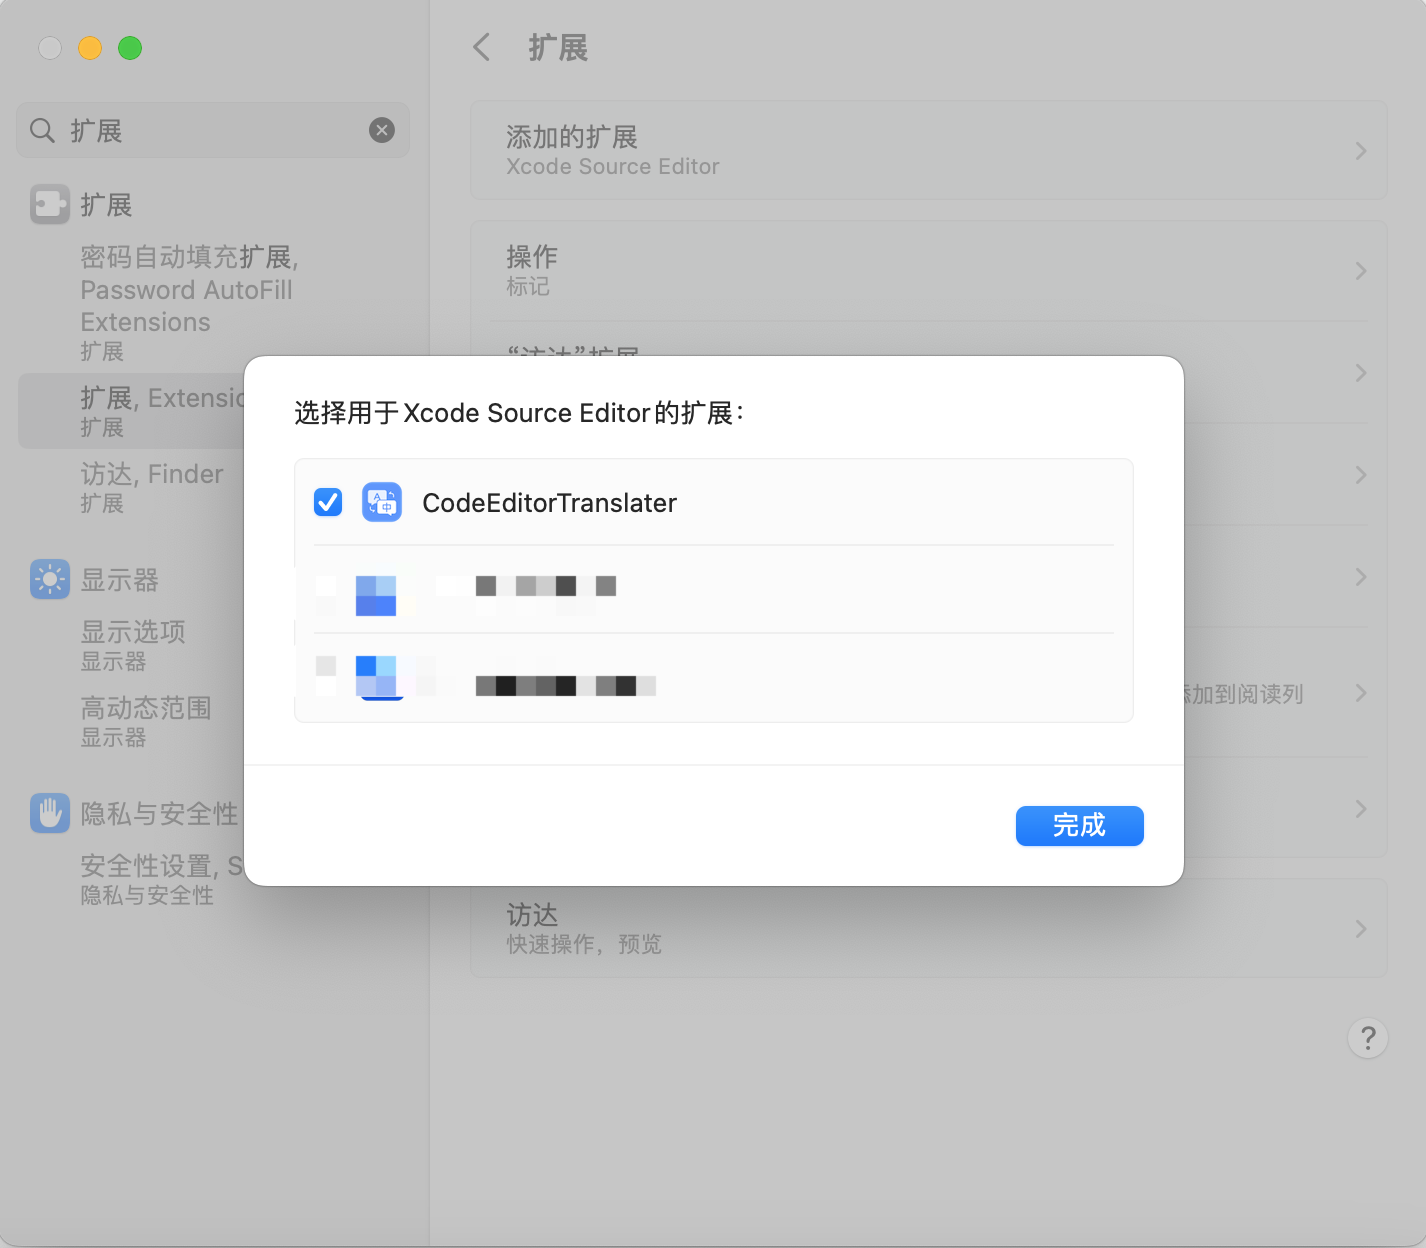 扩展
扩展
密码自动填充扩展,
Password AutoFill
Extensions
扩展
扩展, Extensio
扩展
访达, Finder
扩展
显示器
显示选项
显示器
高动态范围
显示器
隐私与安全性
安全性设置, S
隐私与安全性
扩展
添加的扩展
Xcode Source Editor
操作
标记
“访达”扩展
选择用于Xcode Source Editor的扩展：
CodeEditorTranslater
完成
添加到阅读列
访达
快速操作，预览
?